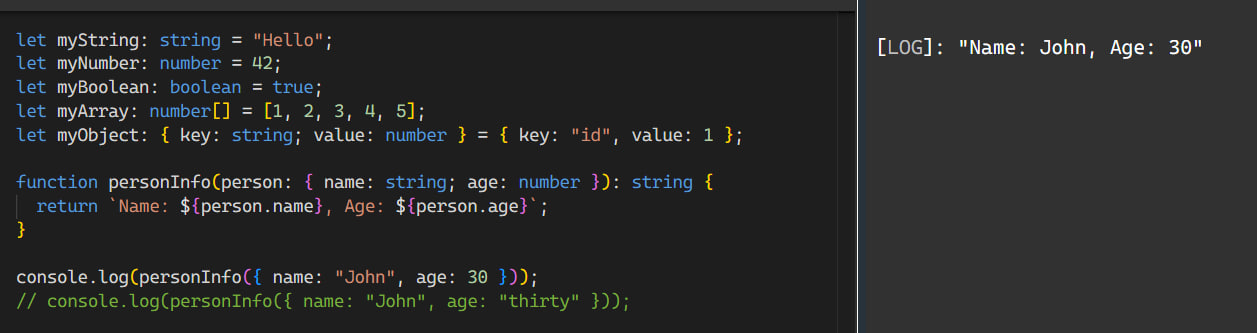 let myString: string = "Hello";
let myNumber: number = 42;
let myBoolean: boolean = true;
let myArray: number[] = [1, 2, 3, 4, 5];
let myObject: { key: string; value: number } = { key: "id", value: 1 };
function personInfo(person: { name: string; age: number }): string {
  return `Name: ${person.name}, Age: ${person.age}`;
}
console.log(personInfo({ name: "John", age: 30 }));
// console.log(personInfo({ name: "John", age: "thirty" }));
[LOG]: "Name: John, Age: 30"